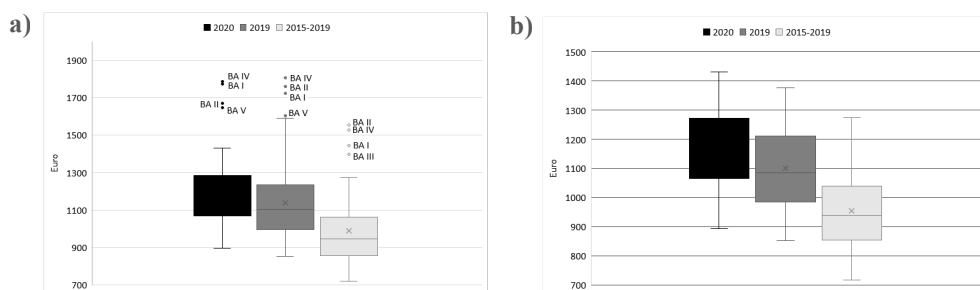 a)
■ 2020 ■ 2019 □ 2015-2019
Euro
1900
1700
1500
1300
1100
900
700
BA IV
BA I
BA II
BA V
BA IV
BA II
BA I
BA V
BA II
BA IV
BA I
BA III
b)
■ 2020 ■ 2019 □ 2015-2019
Euro
1500
1400
1300
1200
1100
1000
900
800
700